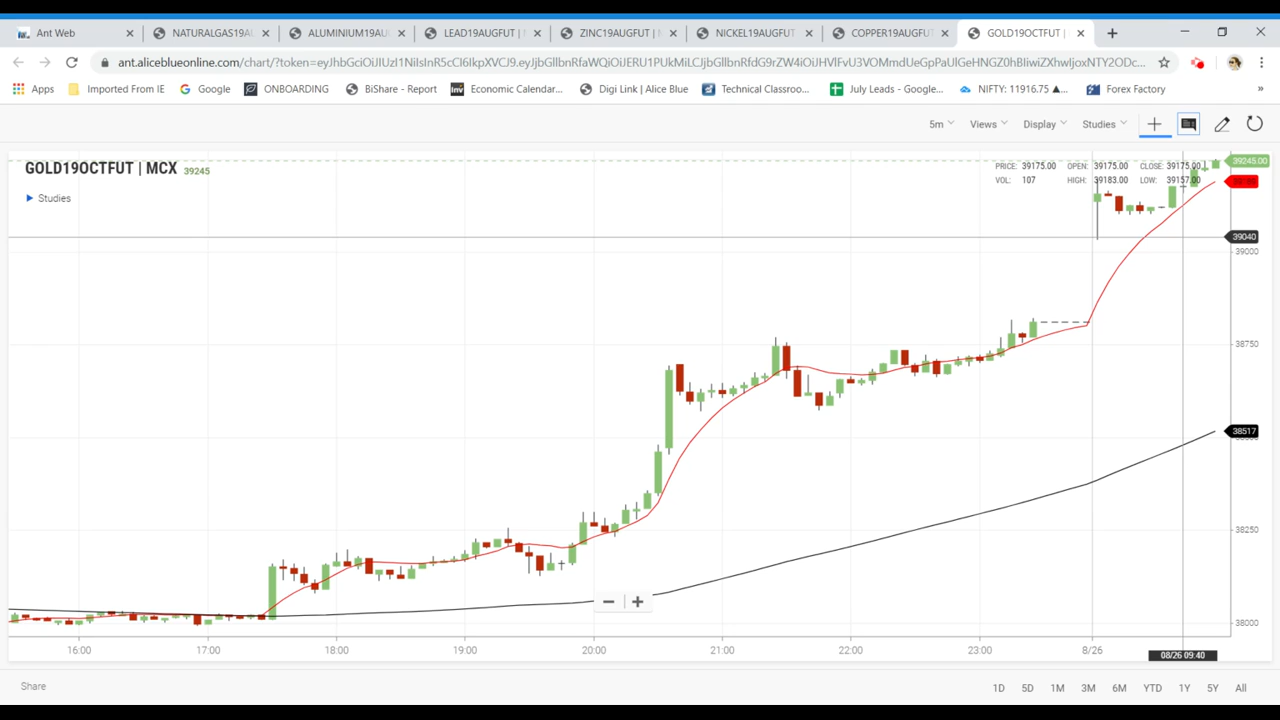 Ant Web
NATURALGAS19AU
ALUMINIUM19AU
LEAD19AUGFUT | M
ZINC19AUGFUT | M
NICKEL19AUGFUT
COPPER19AUGFUT
GOLD19OCTFUT |
Apps
Imported From IE
Google
ONBOARDING
BiShare - Report
Economic Calendar...
Digi Link | Alice Blue
Technical Classroo...
July Leads - Google...
NIFTY: 11916.75 ▲...
Forex Factory
»
5m
Views
Display
Studies
GOLD19OCTFUT | MCX 39245
Studies
PRICE: 39175.00 OPEN: 39175.00 CLOSE: 39175.00
VOL: 107 HIGH: 39183.00 LOW: 39157.00
39245.00
39040
39000
38750
38517
38250
38000
16:00 17:00 18:00 19:00 20:00 21:00 22:00 23:00 8/26
08/26 09:40
Share
1D 5D 1M 3M 6M YTD 1Y 5Y All